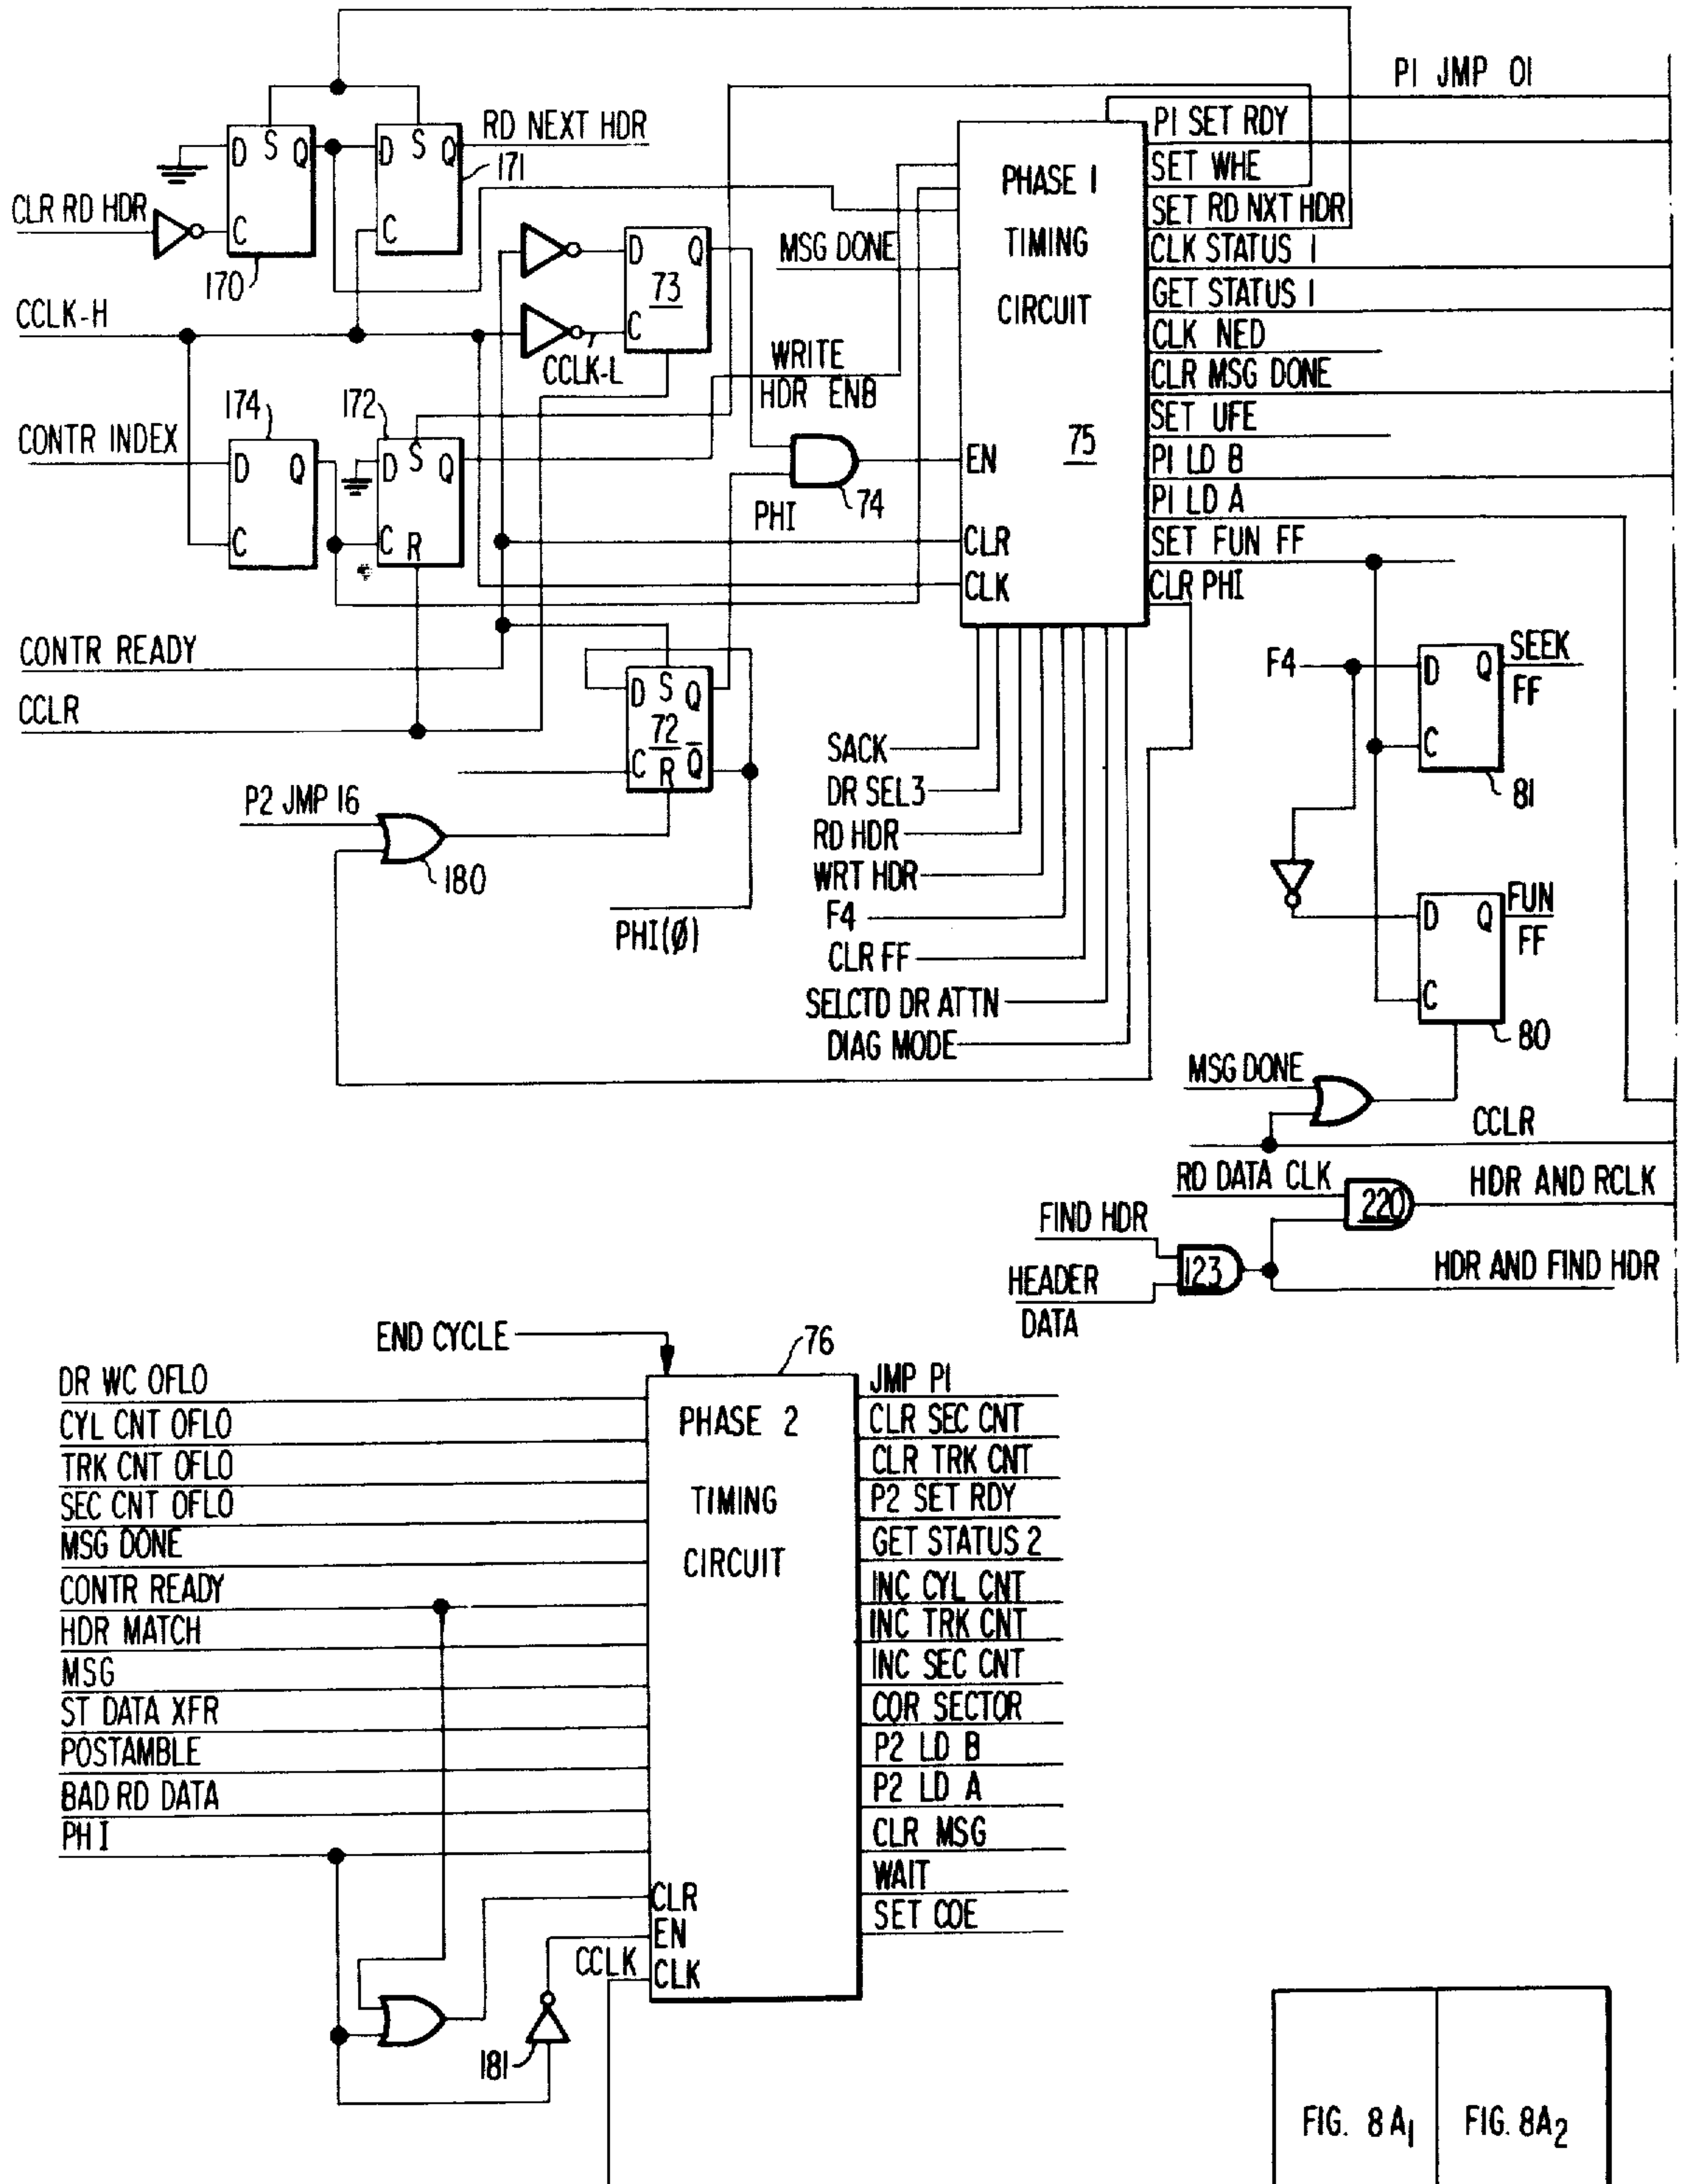 PI JMP 01
D S Q
D S Q
RD NEXT HDR
171
CLR RD HDR
C
C
170
PHASE 1
TIMING
CIRCUIT
75
EN
CLR
CLK
PI SET RDY
SET WHE
SET RD NXT HDR
CLK STATUS 1
GET STATUS 1
CLK NED
CLR MSG DONE
SET UFE
PI LD B
PI LD A
SET FUN FF
CLR PHI
MSG DONE
D Q
73
C
CCLK-H
CCLK-L
WRITE
HDR ENB
174
172
CONTR INDEX
D Q
C
D S Q
C R
74
PHI
CONTR READY
CCLR
D S Q
72
C R Q̅
P2 JMP 16
180
PHI(Ø)
SACK
DR SEL3
RD HDR
WRT HDR
F4
CLR FF
SELCTD DR ATTN
DIAG MODE
F4
D Q
C
SEEK
FF
81
D Q
C
FUN
FF
80
MSG DONE
CCLR
RD DATA CLK
220
HDR AND RCLK
FIND HDR
123
HEADER
DATA
HDR AND FIND HDR
END CYCLE
76
DR WC OFLO
CYL CNT OFLO
TRK CNT OFLO
SEC CNT OFLO
MSG DONE
CONTR READY
HDR MATCH
MSG
ST DATA XFR
POSTAMBLE
BAD RD DATA
PH I
PHASE 2
TIMING
CIRCUIT
CLR
EN
CLK
CCLK
181
JMP PI
CLR SEC CNT
CLR TRK CNT
P2 SET RDY
GET STATUS 2
INC CYL CNT
INC TRK CNT
INC SEC CNT
COR SECTOR
P2 LD B
P2 LD A
CLR MSG
WAIT
SET COE
FIG. 8A1
FIG. 8A2